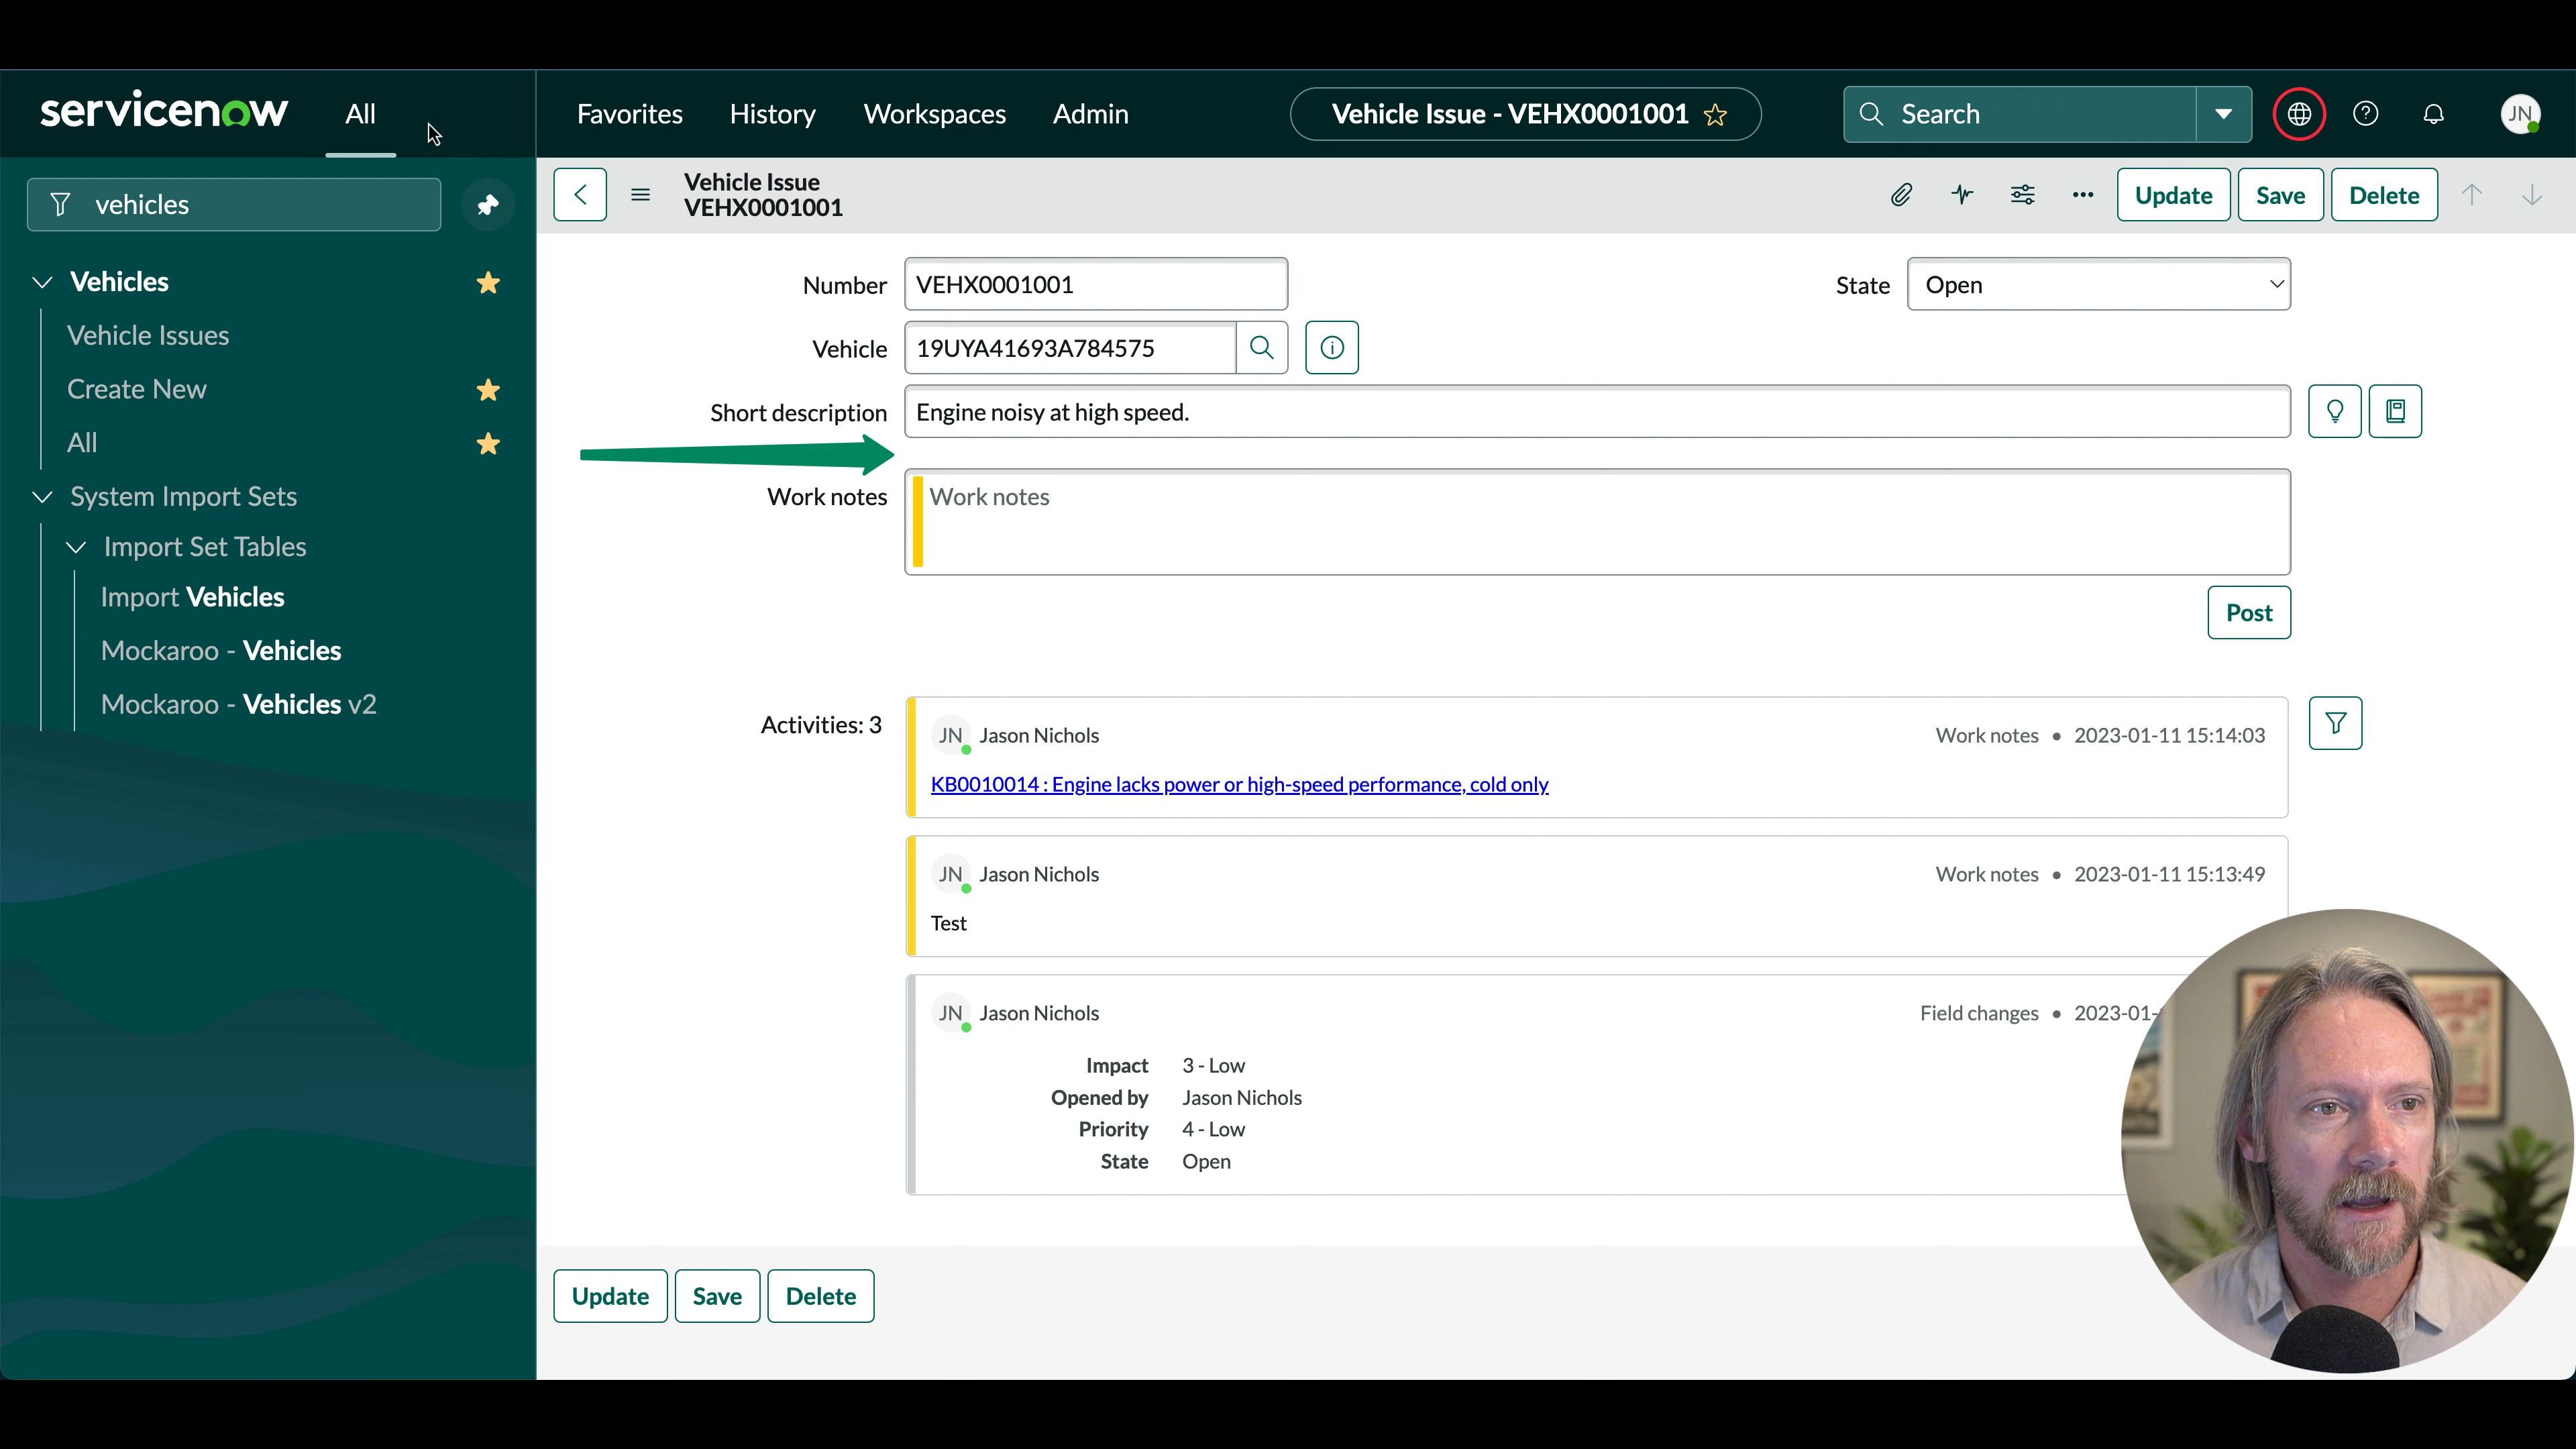 servicenow
All
Favorites
History
Workspaces
Admin
Vehicle Issue - VEHX0001001
Search
JN
vehicles
Vehicles
Vehicle Issues
Create New
All
System Import Sets
Import Set Tables
Import Vehicles
Mockaroo - Vehicles
Mockaroo - Vehicles v2
Vehicle Issue
VEHX0001001
Update
Save
Delete
Number
VEHX0001001
State
Open
Vehicle
19UYA41693A784575
Short description
Engine noisy at high speed.
Work notes
Work notes
Post
Activities: 3
JN
Jason Nichols
Work notes • 2023-01-11 15:14:03
KB0010014 : Engine lacks power or high-speed performance, cold only
JN
Jason Nichols
Work notes • 2023-01-11 15:13:49
Test
JN
Jason Nichols
Field changes • 2023-01-
Impact 3 - Low
Opened by Jason Nichols
Priority 4 - Low
State Open
Update
Save
Delete